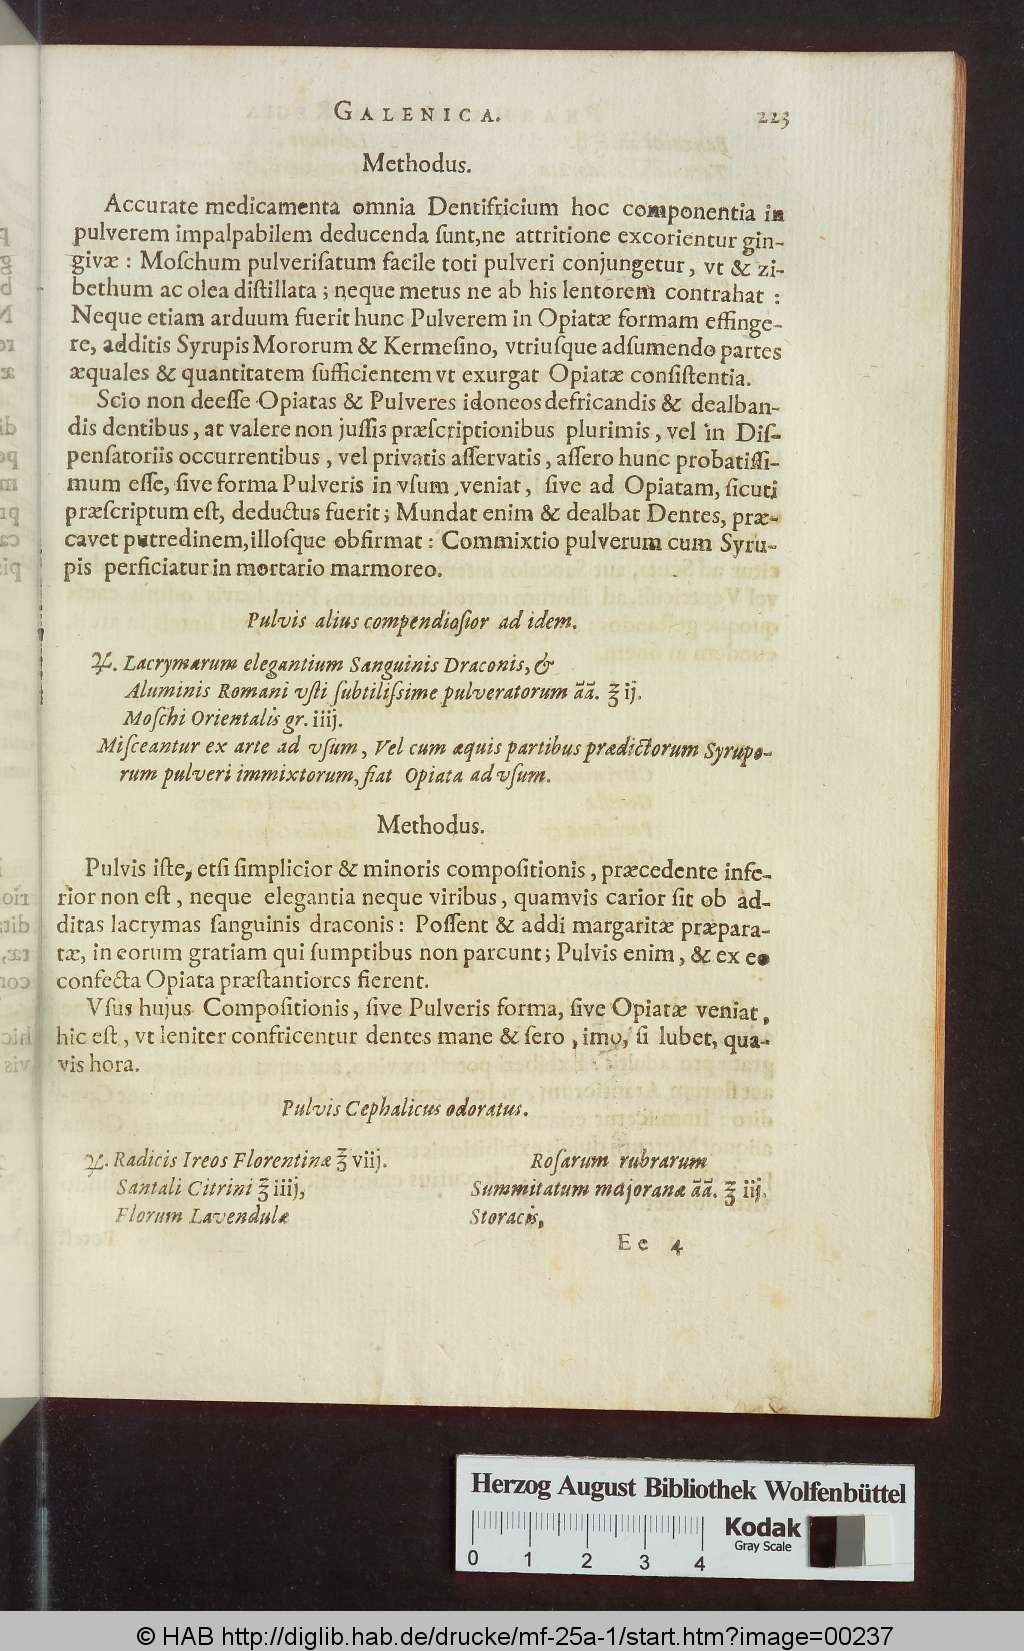 GALENICA. 223
Methodus.
Accurate medicamenta omnia Dentifricium hoc componentia in
pulverem impalpabilem deducenda ſunt, ne attritione excorientur gin-
givæ : Moſchum pulveriſatum facile toti pulveri conjungetur, vt & zi-
bethum ac olea diſtillata ; neque metus ne ab his lentorem contrahat :
Neque etiam arduum fuerit hunc Pulverem in Opiatæ formam effinge-
re, additis Syrupis Mororum & Kermeſino, vtriuſque adſumendo partes
æquales & quantitatem ſufficientem vt exurgat Opiatæ conſiſtentia.
Scio non deeſſe Opiatas & Pulveres idoneos defricandis & dealban-
dis dentibus, at valere non juſſis præſcriptionibus plurimis, vel in Diſ-
penſatoriis occurrentibus, vel privatis aſſervatis, aſſero hunc probatiſſi-
mum eſſe, ſive forma Pulveris in vſum veniat, ſive ad Opiatam, ſicuti
præſcriptum eſt, deductus fuerit ; Mundat enim & dealbat Dentes, præ-
cavet putredinem, illoſque obfirmat : Commixtio pulverum cum Syru-
pis perficiatur in mortario marmoreo.
Pulvis alius compendioſior ad idem.
℞. Lacrymarum elegantium Sanguinis Draconis, &
Aluminis Romani vſti ſubtiliſsime pulveratorum ãã. ℥ ij.
Moſchi Orientalis gr. iiij.
Miſceantur ex arte ad vſum, Vel cum æquis partibus prædictorum Syrupo-
rum pulveri immixtorum, fiat Opiata ad vſum.
Methodus.
Pulvis iſte, etſi ſimplicior & minoris compoſitionis, præcedente infe-
rior non eſt, neque elegantia neque viribus, quamvis carior ſit ob ad-
ditas lacrymas ſanguinis draconis : Poſſent & addi margaritæ præpara-
tæ, in eorum gratiam qui ſumptibus non parcunt ; Pulvis enim, & ex eo
confecta Opiata præſtantiores fierent.
Vſus hujus Compoſitionis, ſive Pulveris forma, ſive Opiatæ veniat,
hic eſt, vt leniter confricentur dentes mane & ſero, imo, ſi lubet, qua-
vis hora.
Pulvis Cephalicus odoratus.
℞. Radicis Ireos Florentinæ ℥ viij.
Santali Citrini ℥ iiij,
Florum Lavendulæ
Roſarum rubrarum
Summitatum majoranæ ãã. ℥ iij.
Storacis,
Ee 4
Herzog August Bibliothek Wolfenbüttel
Kodak
Gray Scale
0 1 2 3 4
© HAB http://diglib.hab.de/drucke/mf-25a-1/start.htm?image=00237